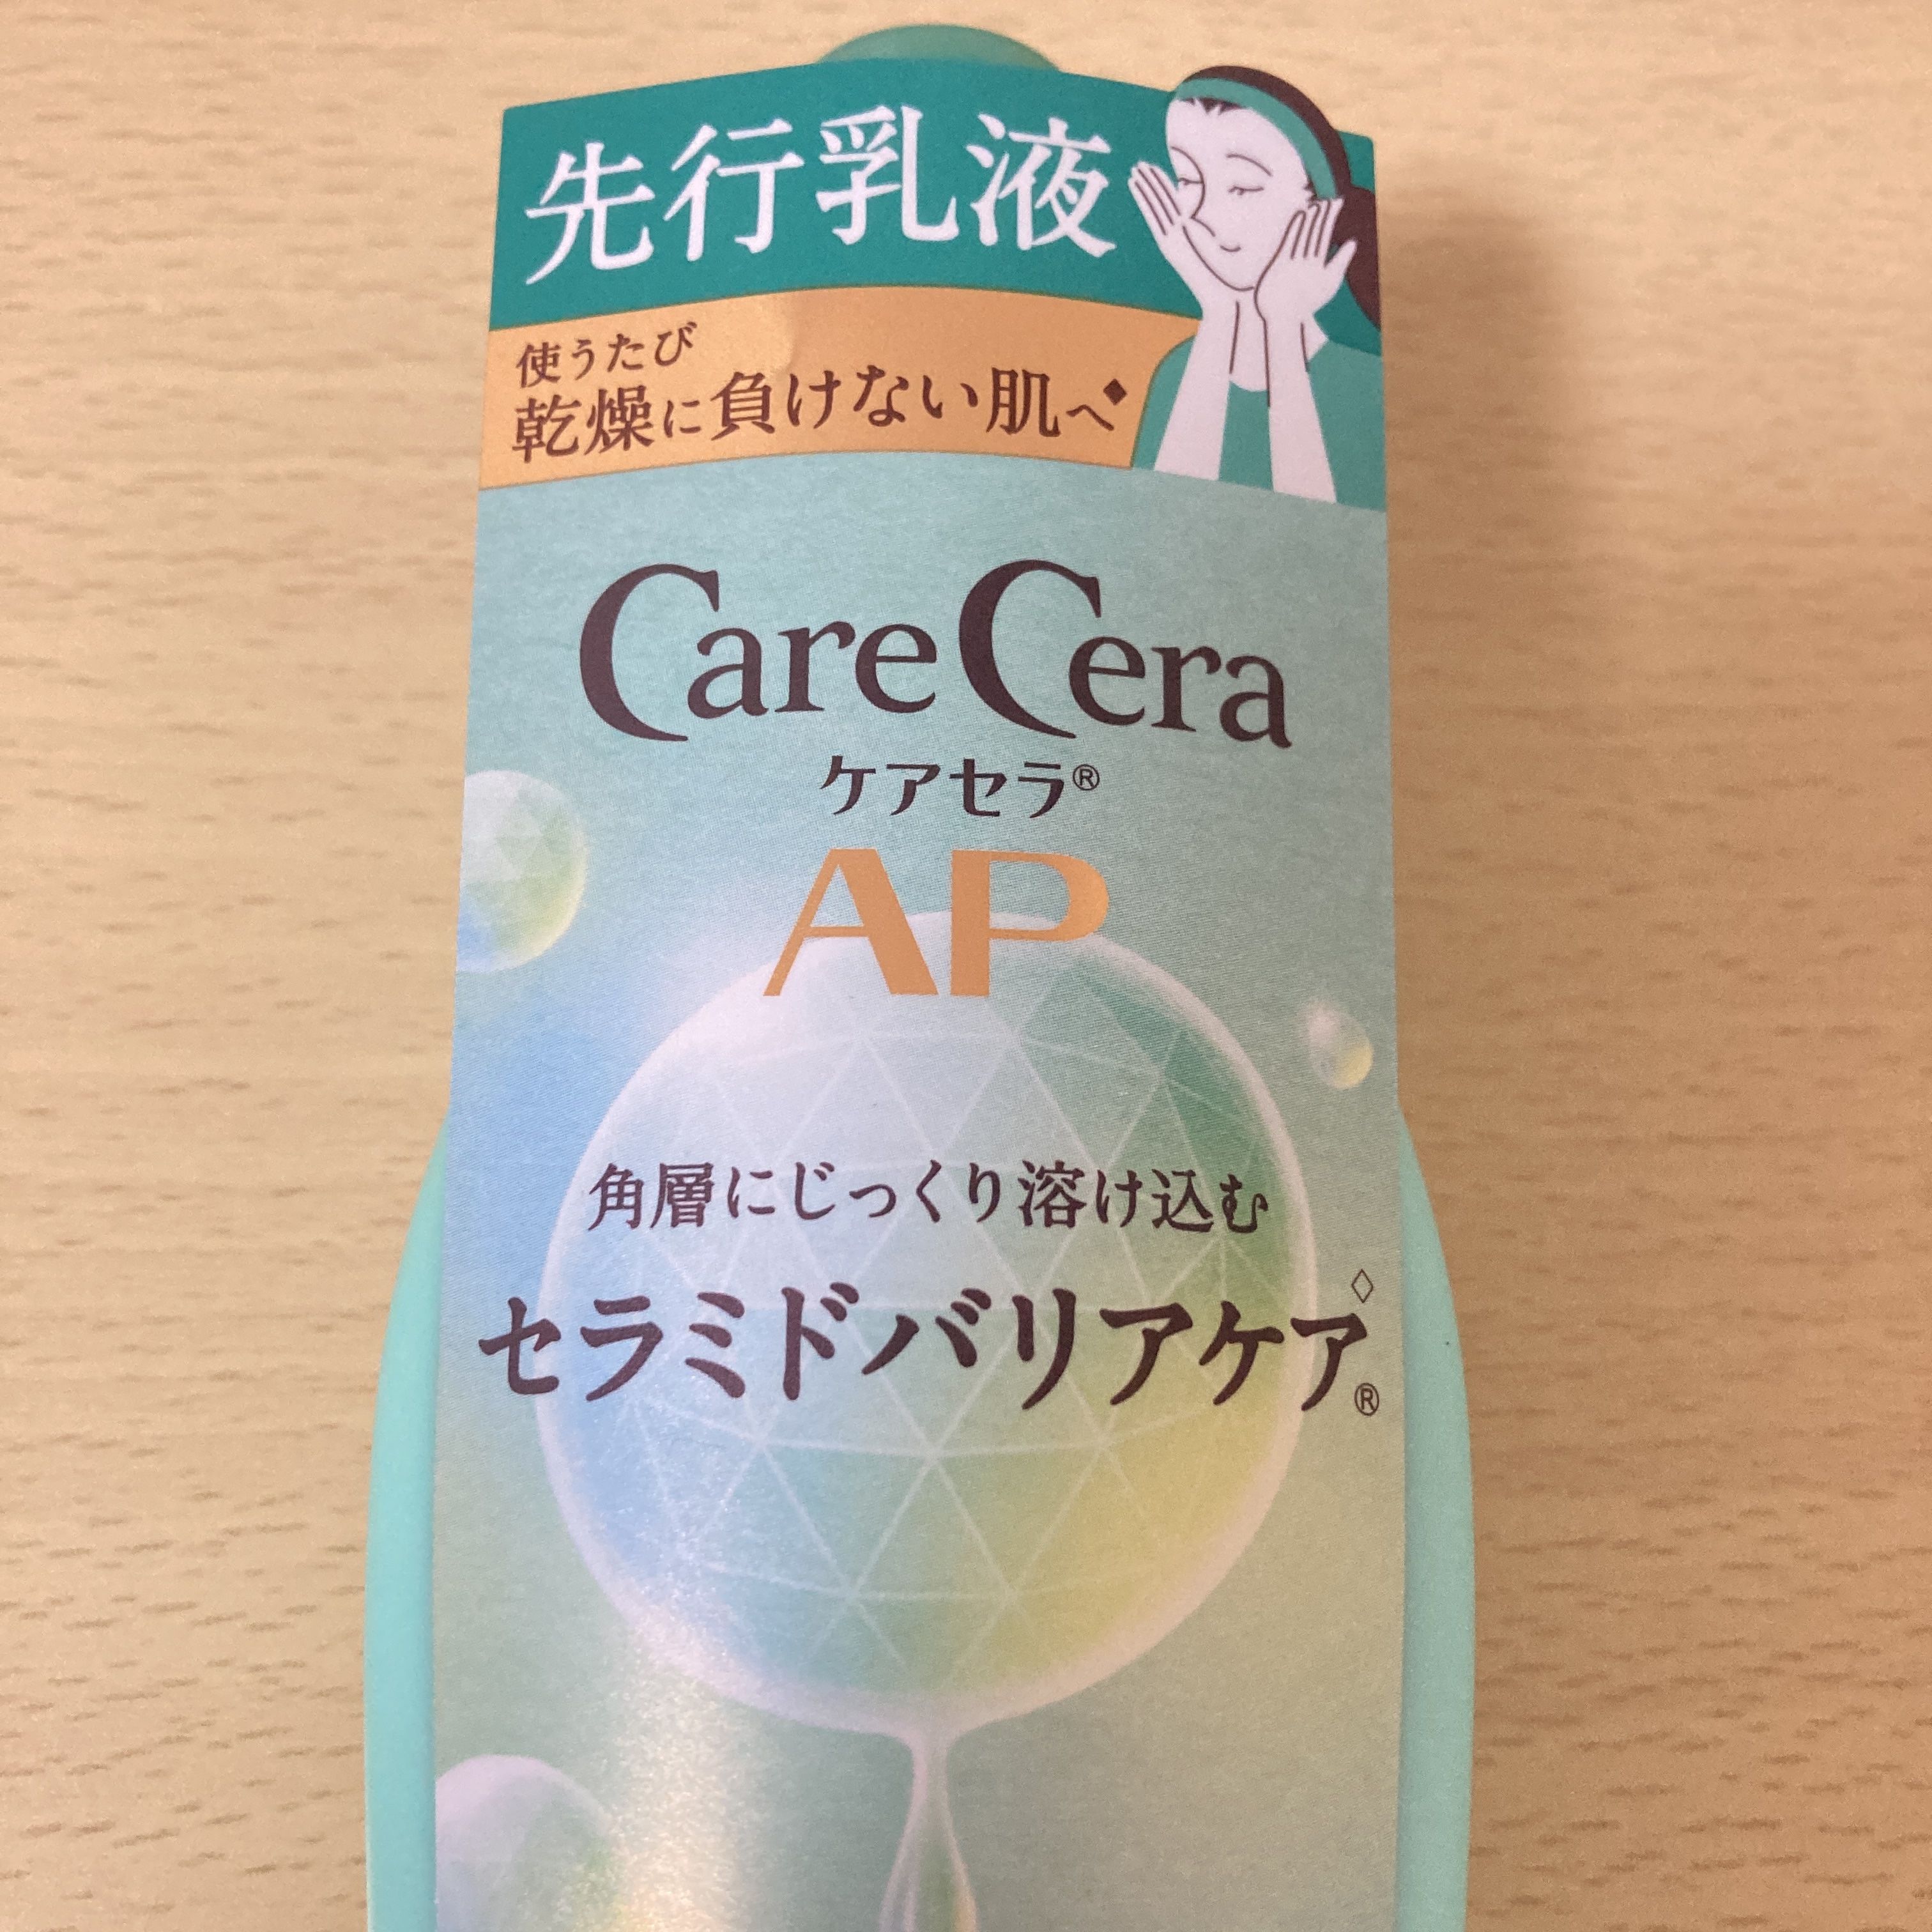 先行乳液
使うたび
乾燥に負けない肌へ◆
CareCera
ケアセラ®
AP
角層にじっくり溶け込む
セラミドバリアケア◇®